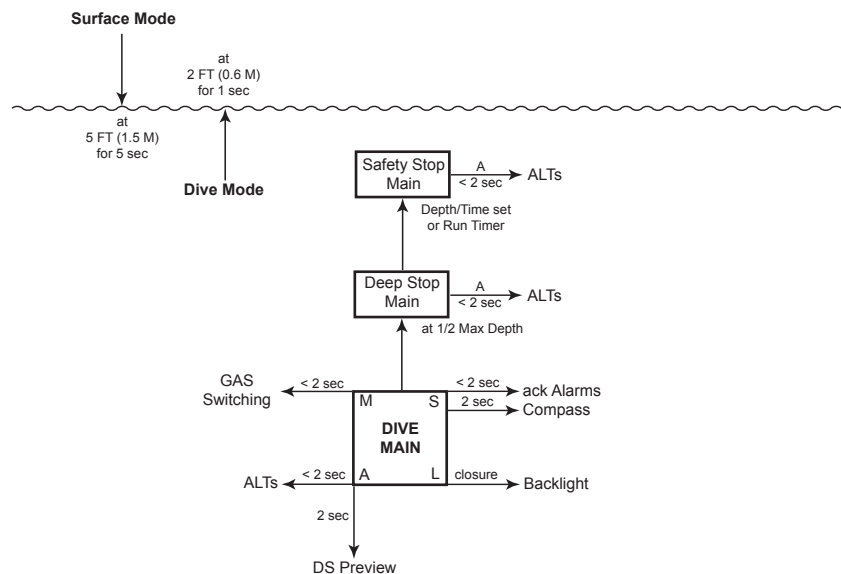 Surface Mode
at
2 FT (0.6 M)
for 1 sec
at
5 FT (1.5 M)
for 5 sec
Dive Mode
Safety Stop
Main
A
< 2 sec
ALTs
Depth/Time set
or Run Timer
Deep Stop
Main
A
< 2 sec
ALTs
at 1/2 Max Depth
GAS
Switching
< 2 sec
M
S
< 2 sec
ack Alarms
2 sec
Compass
DIVE
MAIN
ALTs
< 2 sec
A
L
closure
Backlight
2 sec
DS Preview